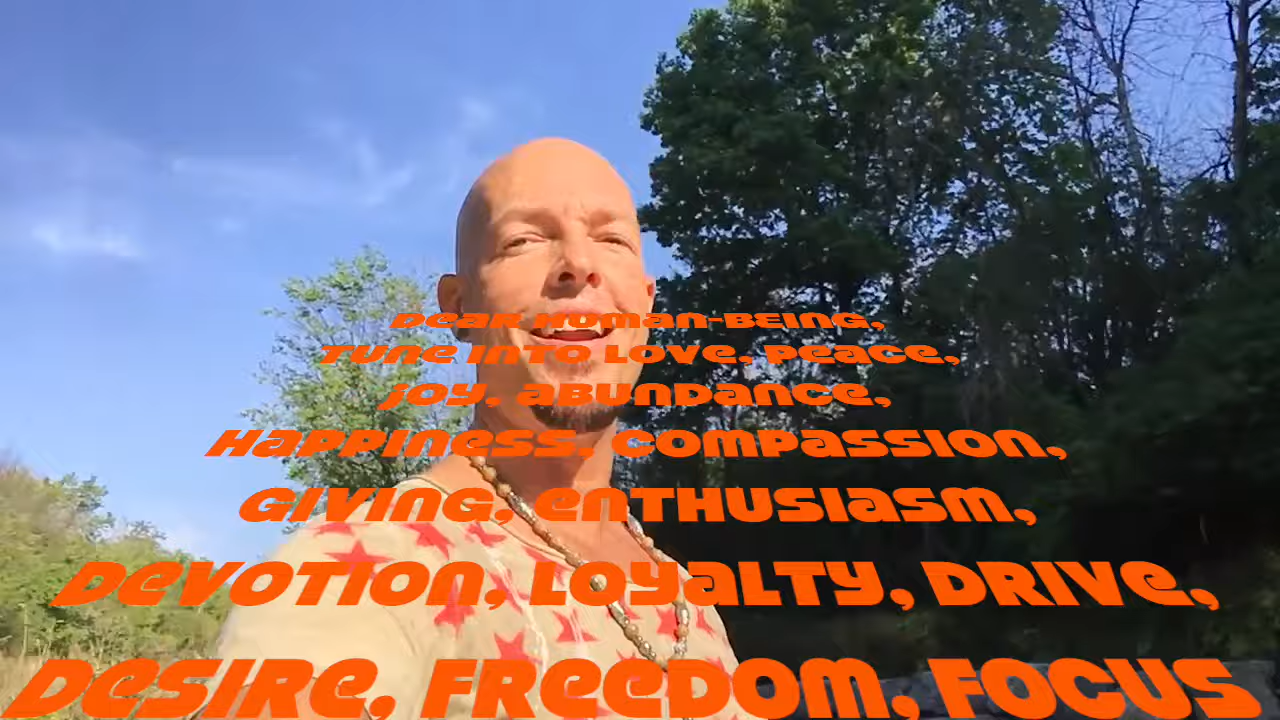 Dear Human-Being,
Tune into Love, Peace,
Joy, Abundance,
Happiness, Compassion,
Giving, Enthusiasm,
Devotion, Loyalty, Drive,
Desire, Freedom, Focus